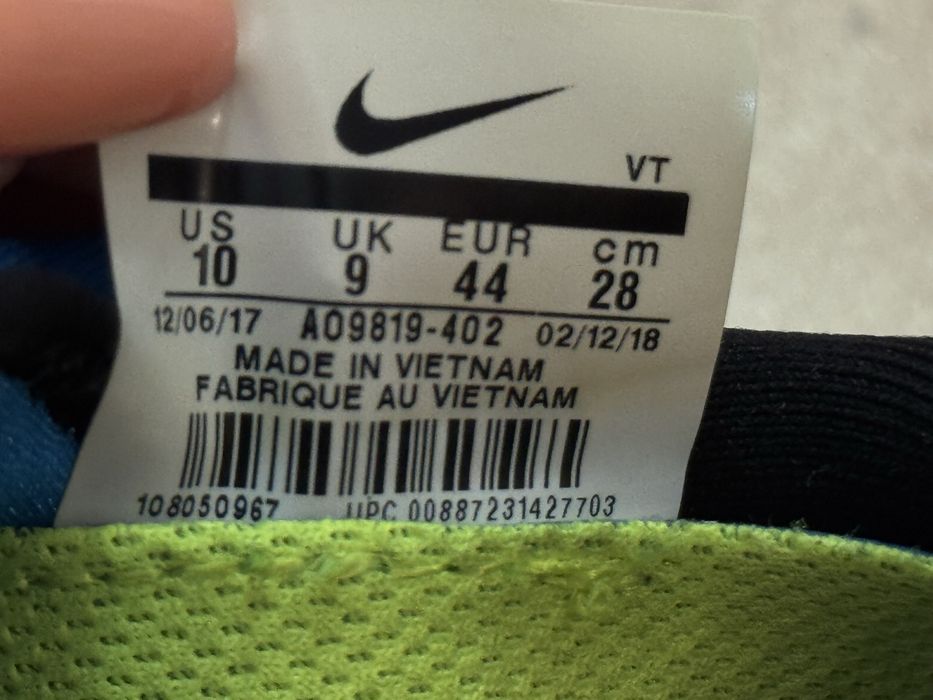 VT
US UK EUR cm
10 9 44 28
12/06/17 AO9819-402 02/12/18
MADE IN VIETNAM
FABRIQUE AU VIETNAM
108050967 UPC 00887231427703